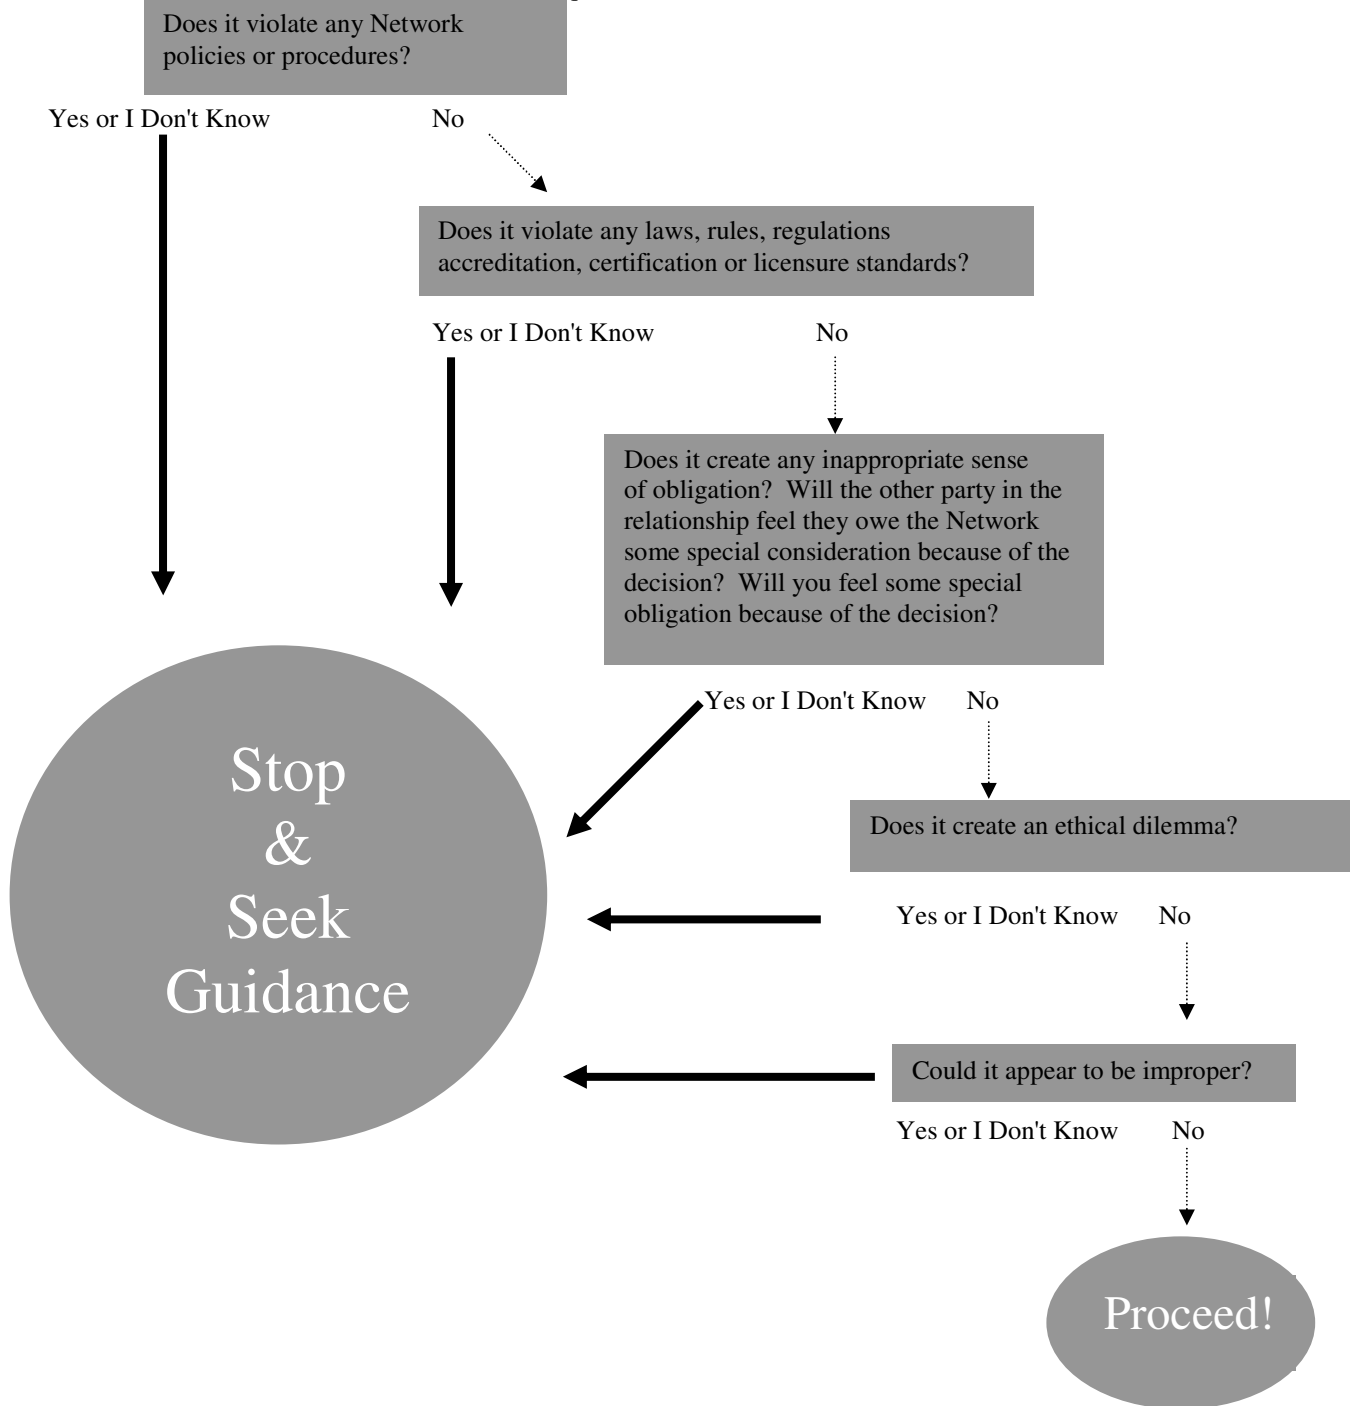 Does it violate any Network
policies or procedures?
Yes or I Don't Know
No
Does it violate any laws, rules, regulations
accreditation, certification or licensure standards?
Yes or I Don't Know
No
Does it create any inappropriate sense
of obligation?  Will the other party in the
relationship feel they owe the Network
some special consideration because of the
decision?  Will you feel some special
obligation because of the decision?
Yes or I Don't Know
No
Stop
&
Seek
Guidance
Does it create an ethical dilemma?
Yes or I Don't Know
No
Could it appear to be improper?
Yes or I Don't Know
No
Proceed!